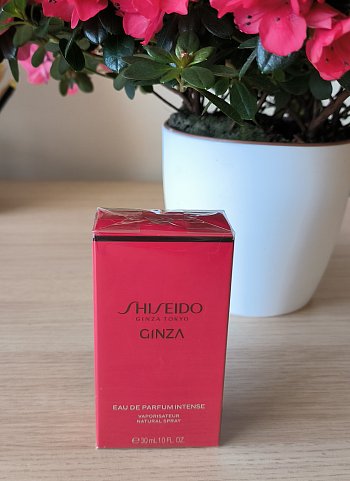 SHISEIDO
GINZA TOKYO
GINZA
EAU DE PARFUM INTENSE
VAPORISATEUR
NATURAL SPRAY
℮ 30 mL 1.0 FL. OZ.